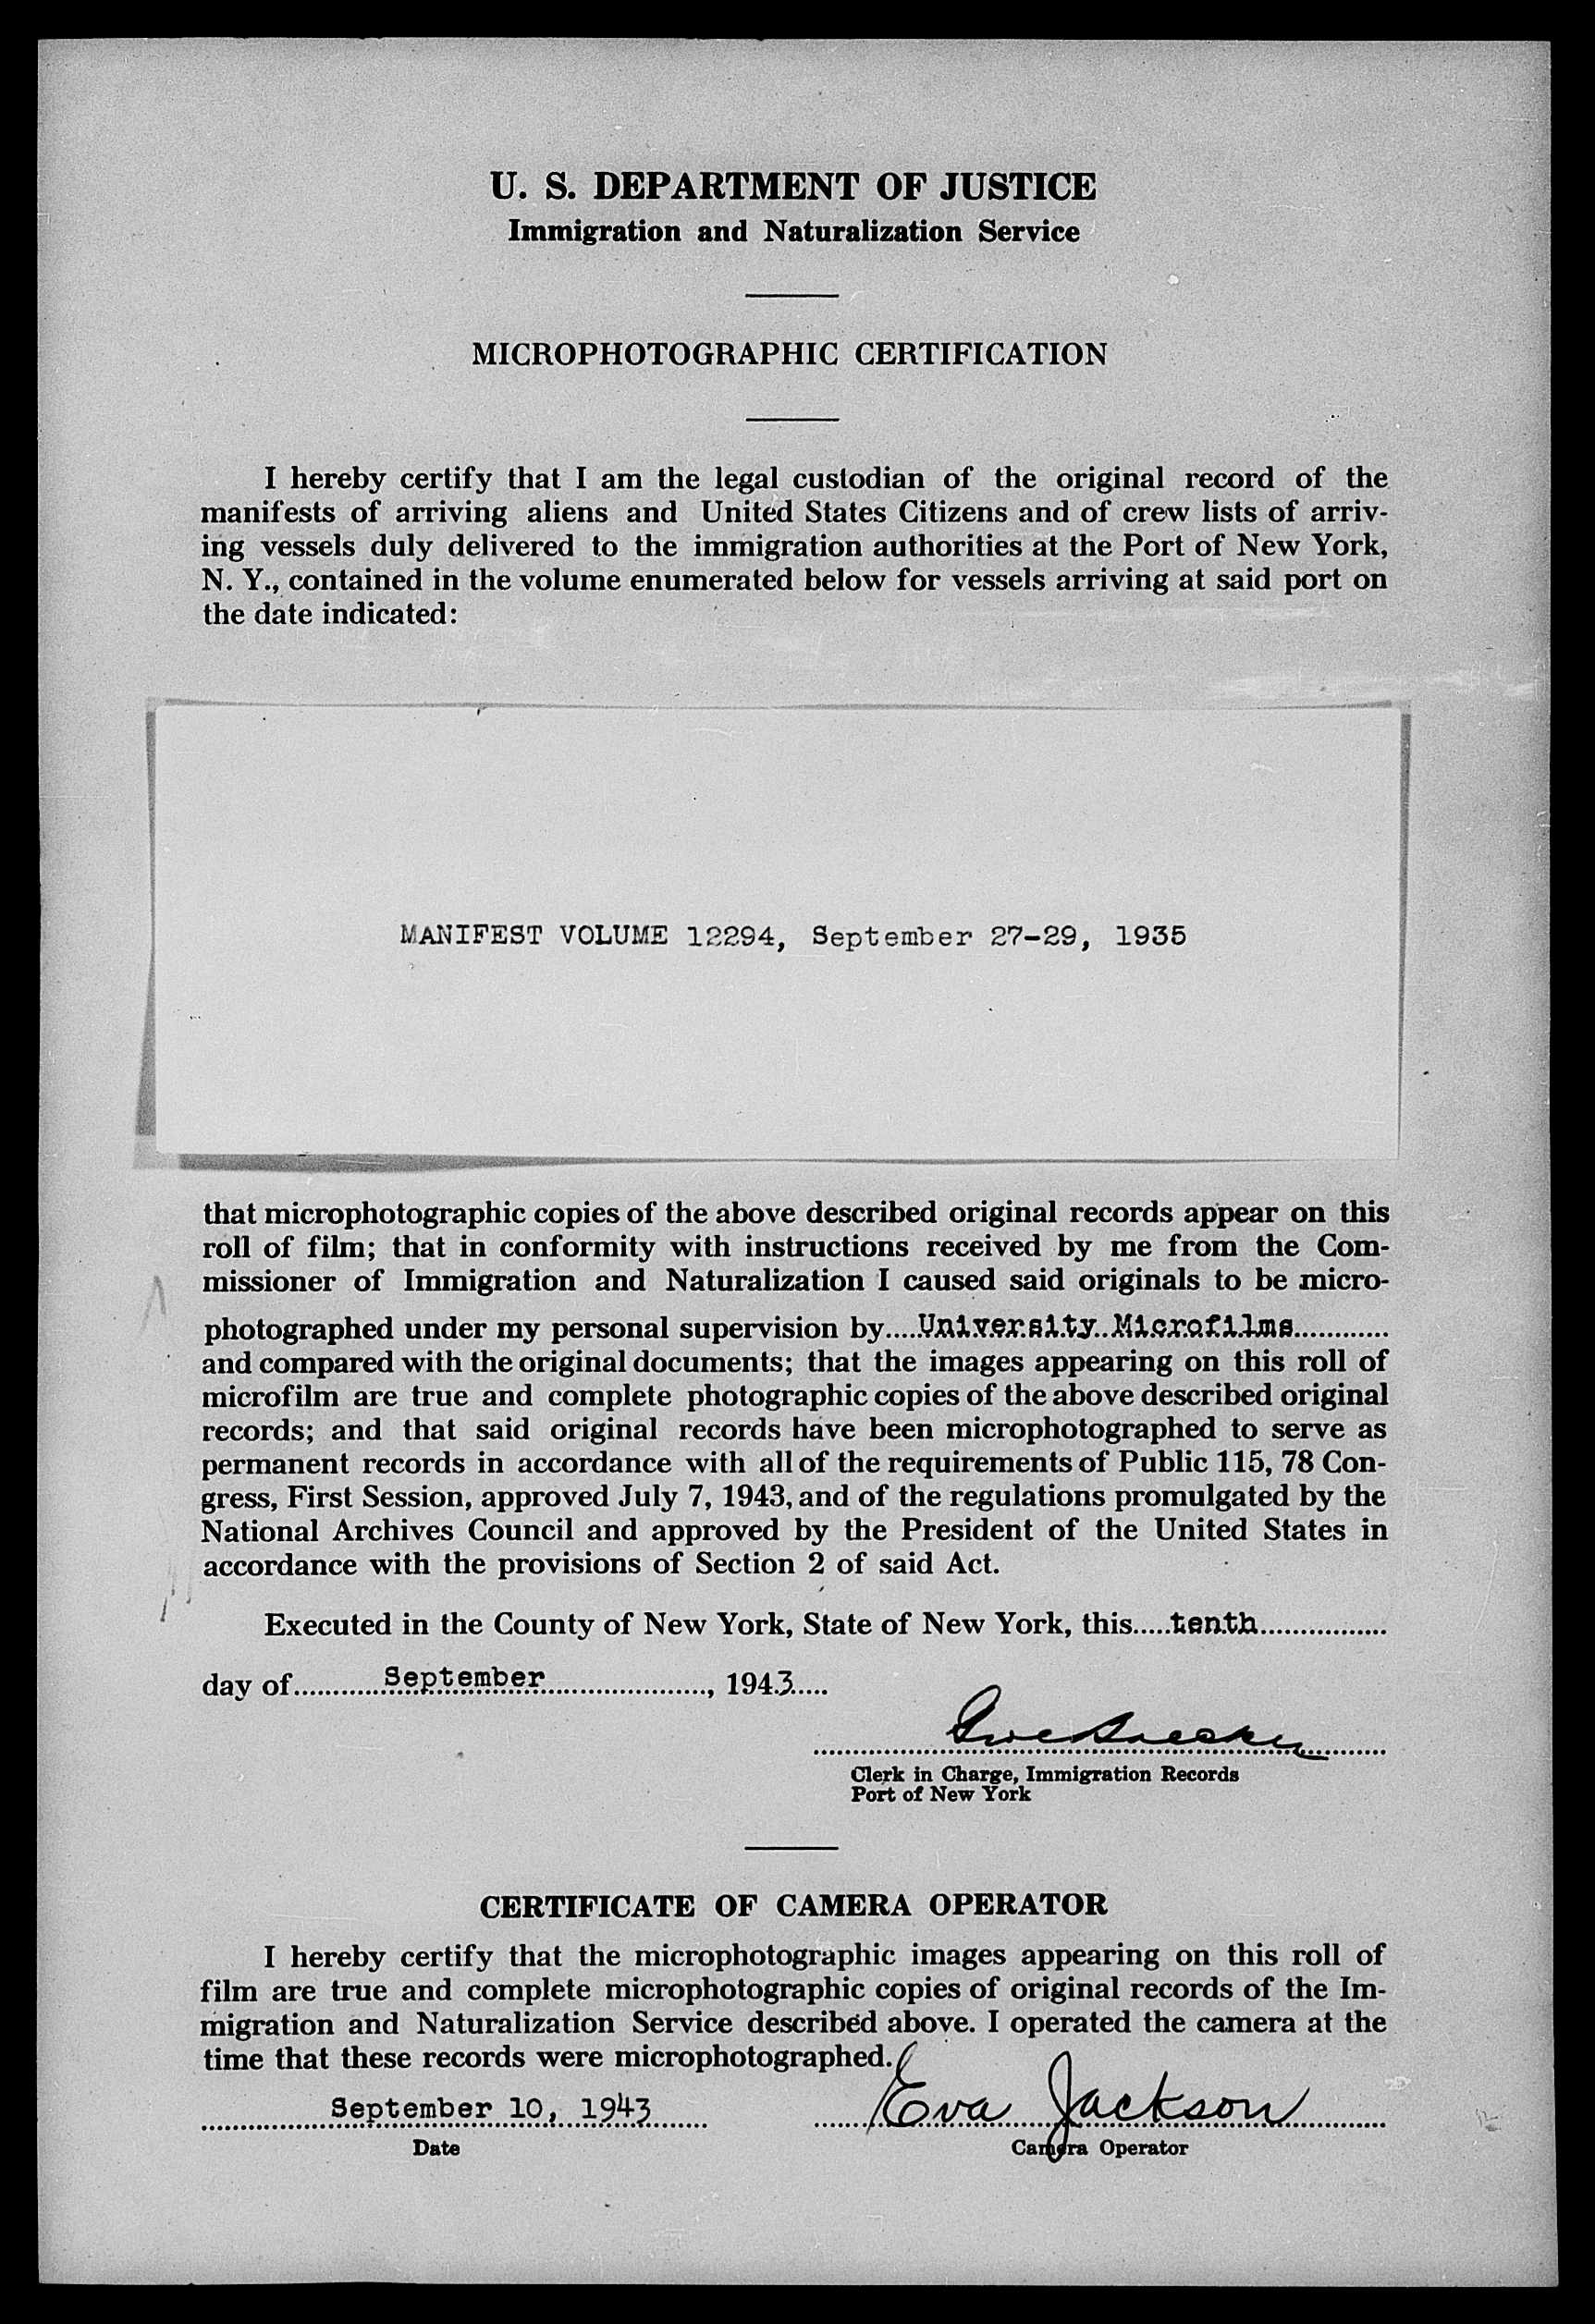 U. S. DEPARTMENT OF JUSTICE
Immigration and Naturalization Service
MICROPHOTOGRAPHIC CERTIFICATION
I hereby certify that I am the legal custodian of the original record of the
manifests of arriving aliens and United States Citizens and of crew lists of arriv-
ing vessels duly delivered to the immigration authorities at the Port of New York,
N. Y., contained in the volume enumerated below for vessels arriving at said port on
the date indicated:
MANIFEST VOLUME 12294, September 27-29, 1935
that microphotographic copies of the above described original records appear on this
roll of film; that in conformity with instructions received by me from the Com-
missioner of Immigration and Naturalization I caused said originals to be micro-
photographed under my personal supervision by....University Microfilms............
and compared with the original documents; that the images appearing on this roll of
microfilm are true and complete photographic copies of the above described original
records; and that said original records have been microphotographed to serve as
permanent records in accordance with all of the requirements of Public 115, 78 Con-
gress, First Session, approved July 7, 1943, and of the regulations promulgated by the
National Archives Council and approved by the President of the United States in
accordance with the provisions of Section 2 of said Act.
Executed in the County of New York, State of New York, this.....tenth................
day of...........September....................., 1943.....
Clerk in Charge, Immigration Records
Port of New York
CERTIFICATE OF CAMERA OPERATOR
I hereby certify that the microphotographic images appearing on this roll of
film are true and complete microphotographic copies of original records of the Im-
migration and Naturalization Service described above. I operated the camera at the
time that these records were microphotographed.
September 10, 1943 Eva Jackson
Date Camera Operator